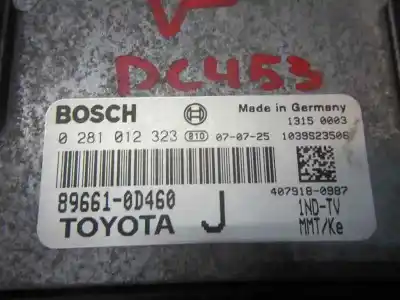 V
DC453
BOSCH
Made in Germany
1315 0003
0 281 012 323 810 07-07-25 1039S23506
407918-0987
89661-0D460
TOYOTA J
1ND-TV
MMT/Ke